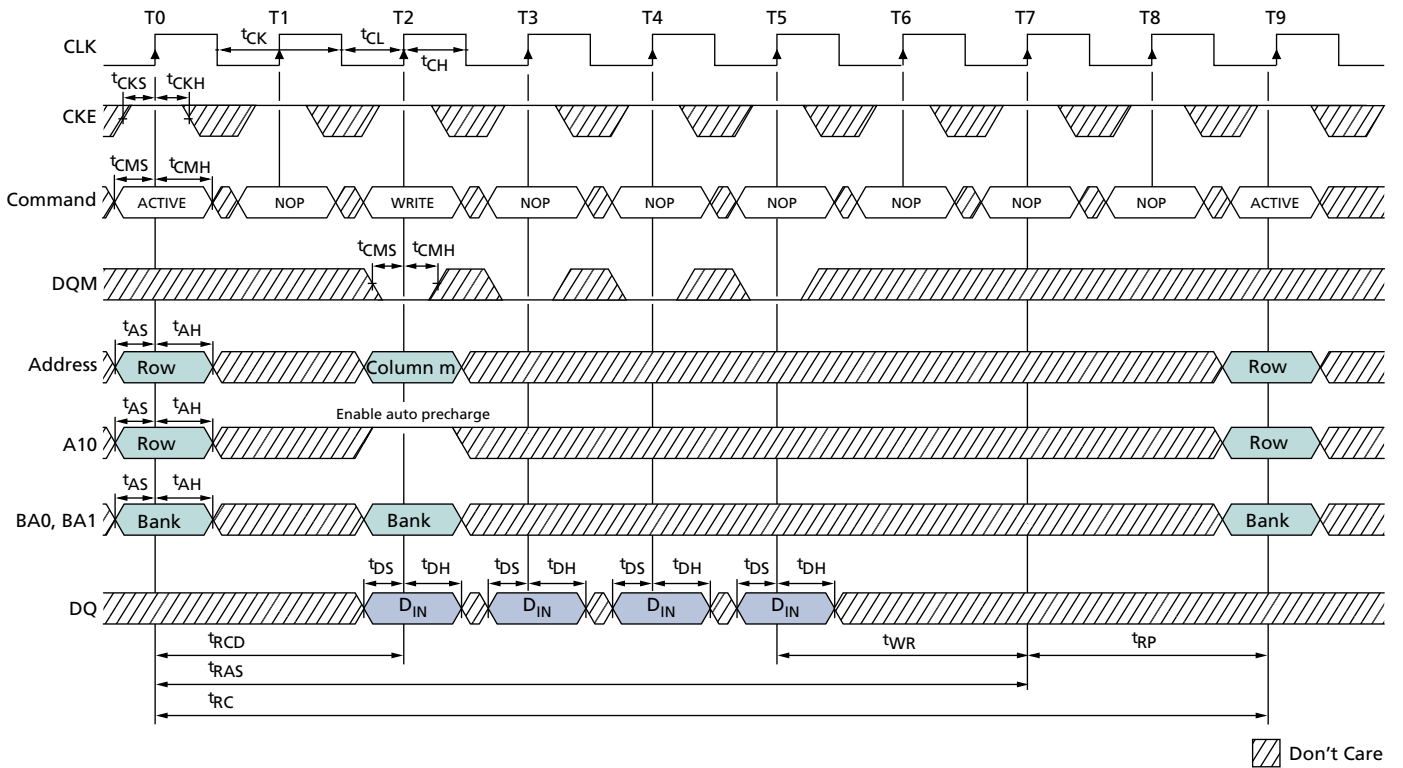 T0 T1 T2 T3 T4 T5 T6 T7 T8 T9
CLK tCK tCL tCH
tCKS tCKH
CKE
tCMS tCMH
Command ACTIVE NOP WRITE NOP NOP NOP NOP NOP NOP ACTIVE
tCMS tCMH
DQM
tAS tAH
Address Row Column m Row
tAS tAH Enable auto precharge
A10 Row Row
tAS tAH
BA0, BA1 Bank Bank Bank
tDS tDH tDS tDH tDS tDH tDS tDH
DQ DIN DIN DIN DIN
tRCD tWR tRP
tRAS
tRC
Don't Care